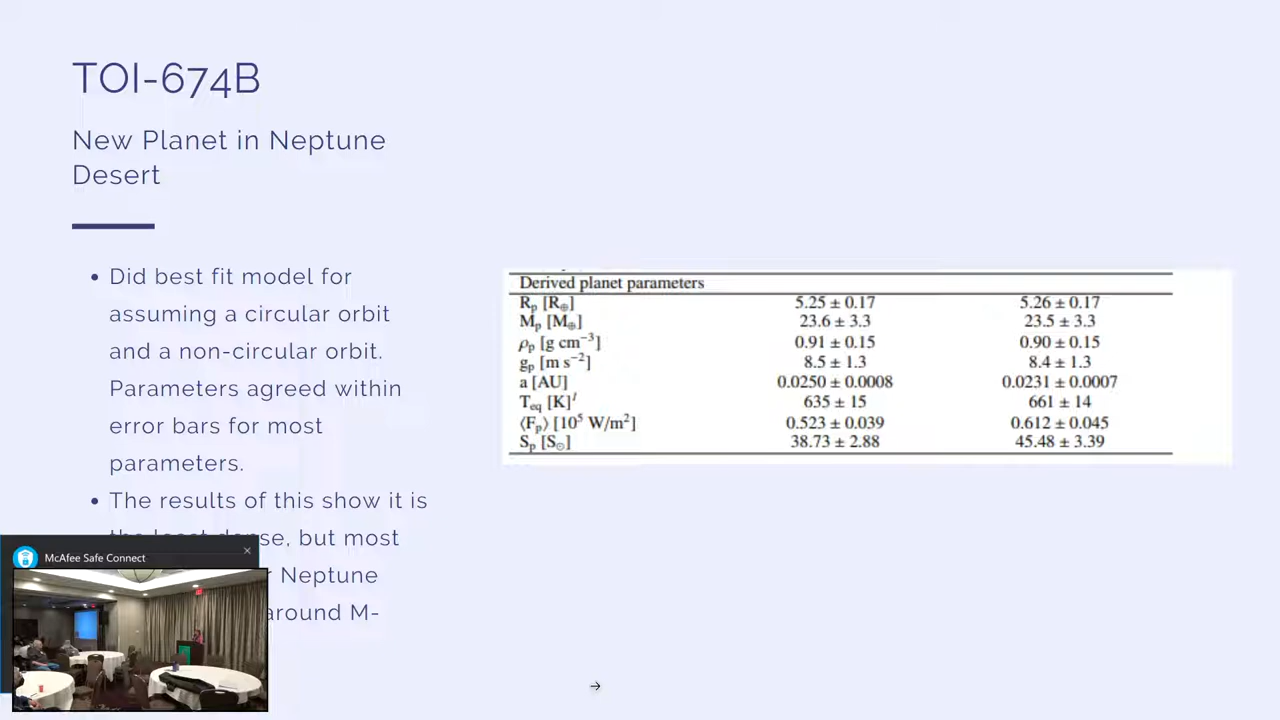 TOI-674B
New Planet in Neptune
Desert
• Did best fit model for
assuming a circular orbit
and a non-circular orbit.
Parameters agreed within
error bars for most
parameters.
• The results of this show it is
the least dense, but most
Neptune
around M-
Derived planet parameters
Rp [R⊕] 5.25 ± 0.17 5.26 ± 0.17
Mp [M⊕] 23.6 ± 3.3 23.5 ± 3.3
ρp [g cm⁻³] 0.91 ± 0.15 0.90 ± 0.15
gp [m s⁻²] 8.5 ± 1.3 8.4 ± 1.3
a [AU] 0.0250 ± 0.0008 0.0231 ± 0.0007
Teq [K] 635 ± 15 661 ± 14
⟨Fp⟩ [10⁵ W/m²] 0.523 ± 0.039 0.612 ± 0.045
Sp [S⊙] 38.73 ± 2.88 45.48 ± 3.39
McAfee Safe Connect